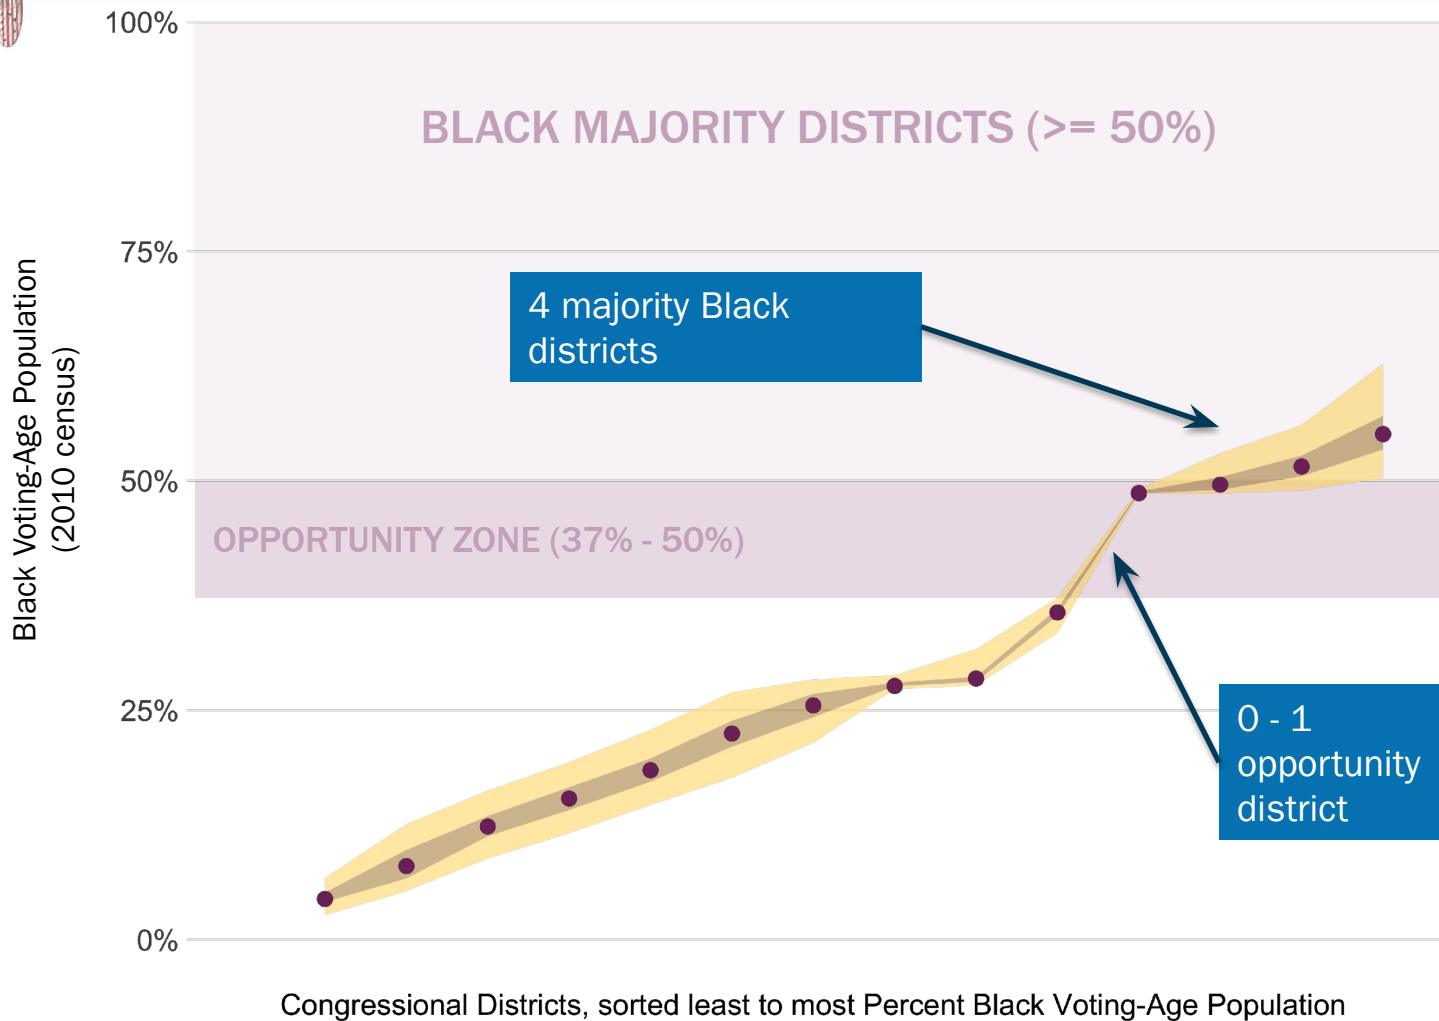 100%
BLACK MAJORITY DISTRICTS (>= 50%)
75%
4 majority Black
districts
Black Voting-Age Population
(2010 census)
50%
OPPORTUNITY ZONE (37% - 50%)
25%
0 - 1
opportunity
district
0%
Congressional Districts, sorted least to most Percent Black Voting-Age Population